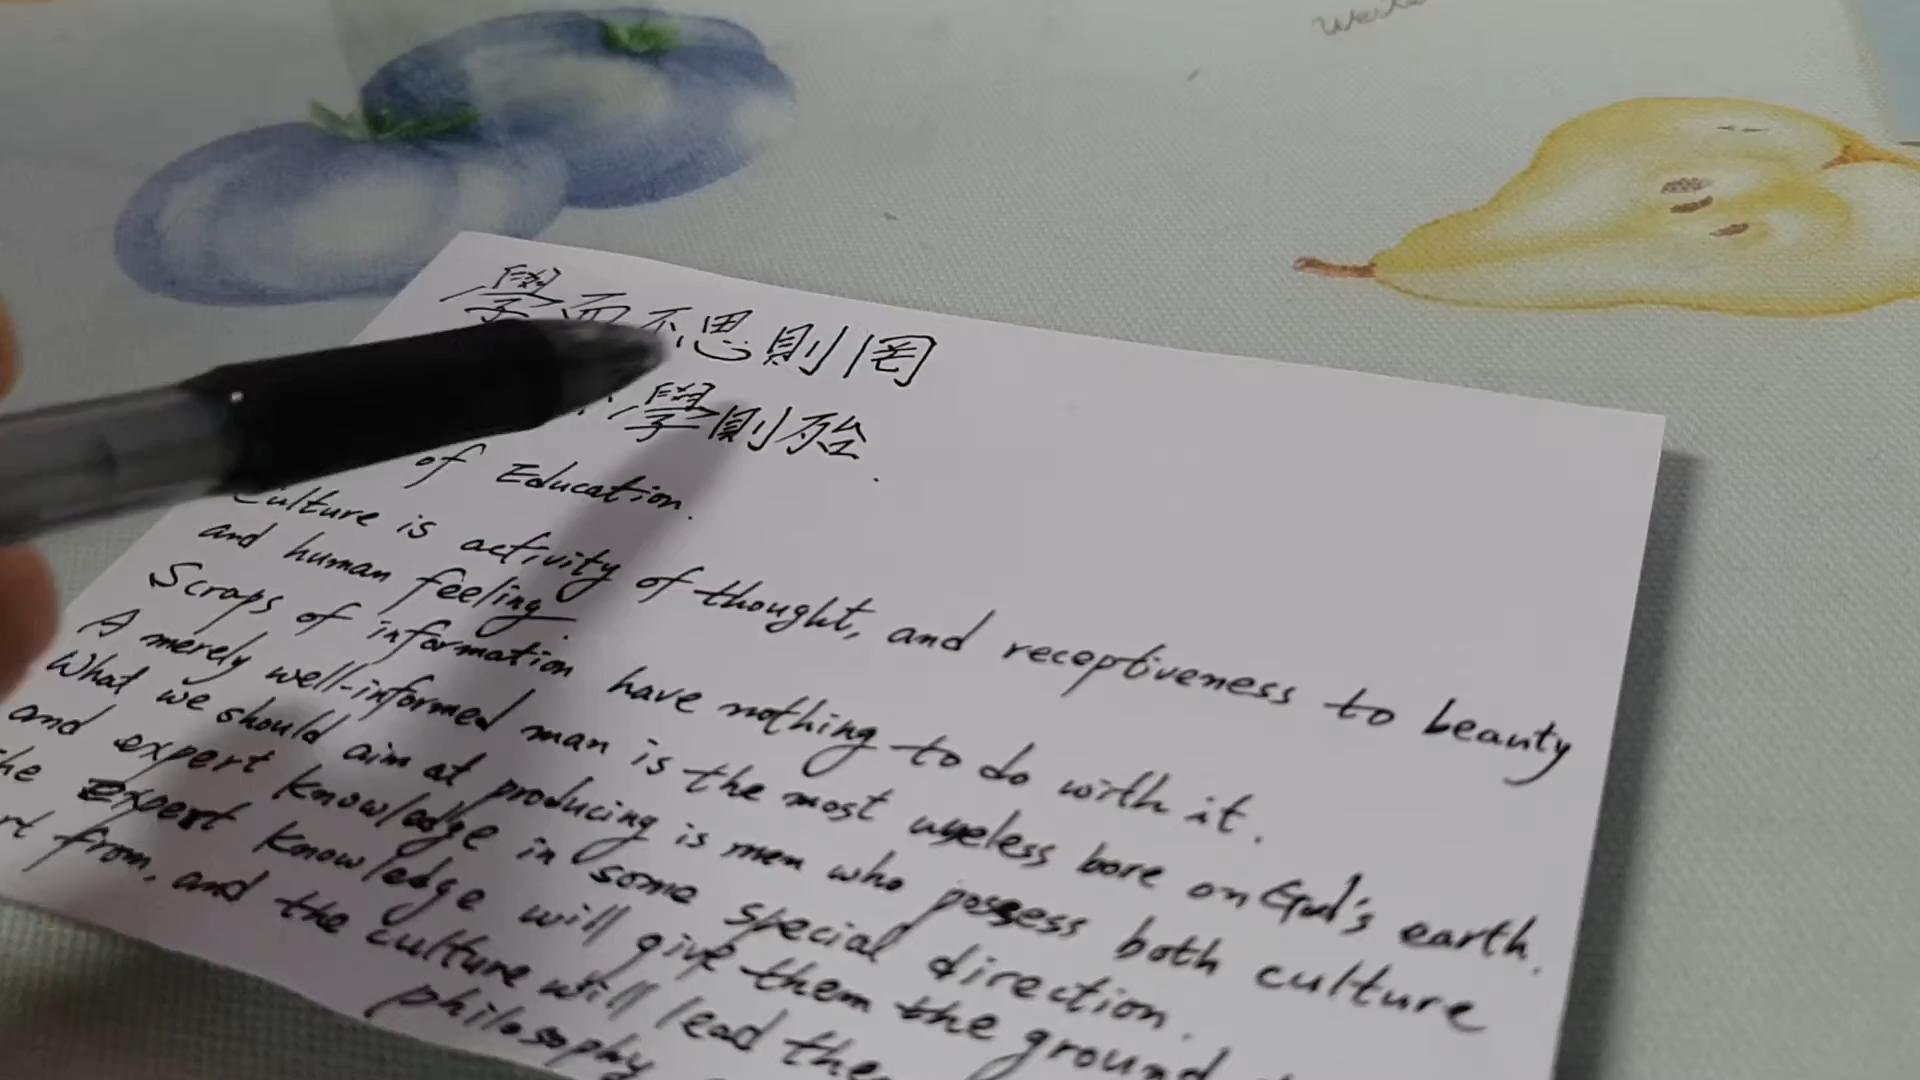 Write
學而不思則罔
學則殆.
of Education.
Culture is activity of thought, and receptiveness to beauty
and human feeling.
Scraps of information have nothing to do with it.
A merely well-informed man is the most useless bore on God's earth.
What we should aim at producing is men who possess both culture
and expert knowledge in some special direction.
Expert knowledge will give them the ground
from, and the culture will lead
philosophy